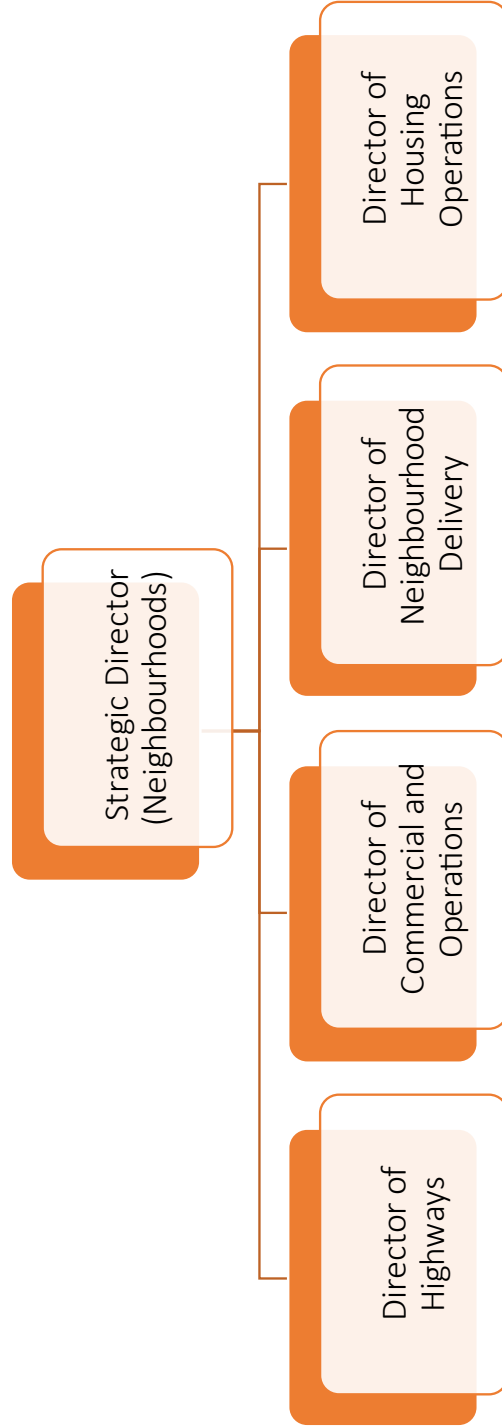 Strategic Director
(Neighbourhoods)
Director of
Highways
Director of
Commercial and
Operations
Director of
Neighbourhood
Delivery
Director of
Housing
Operations